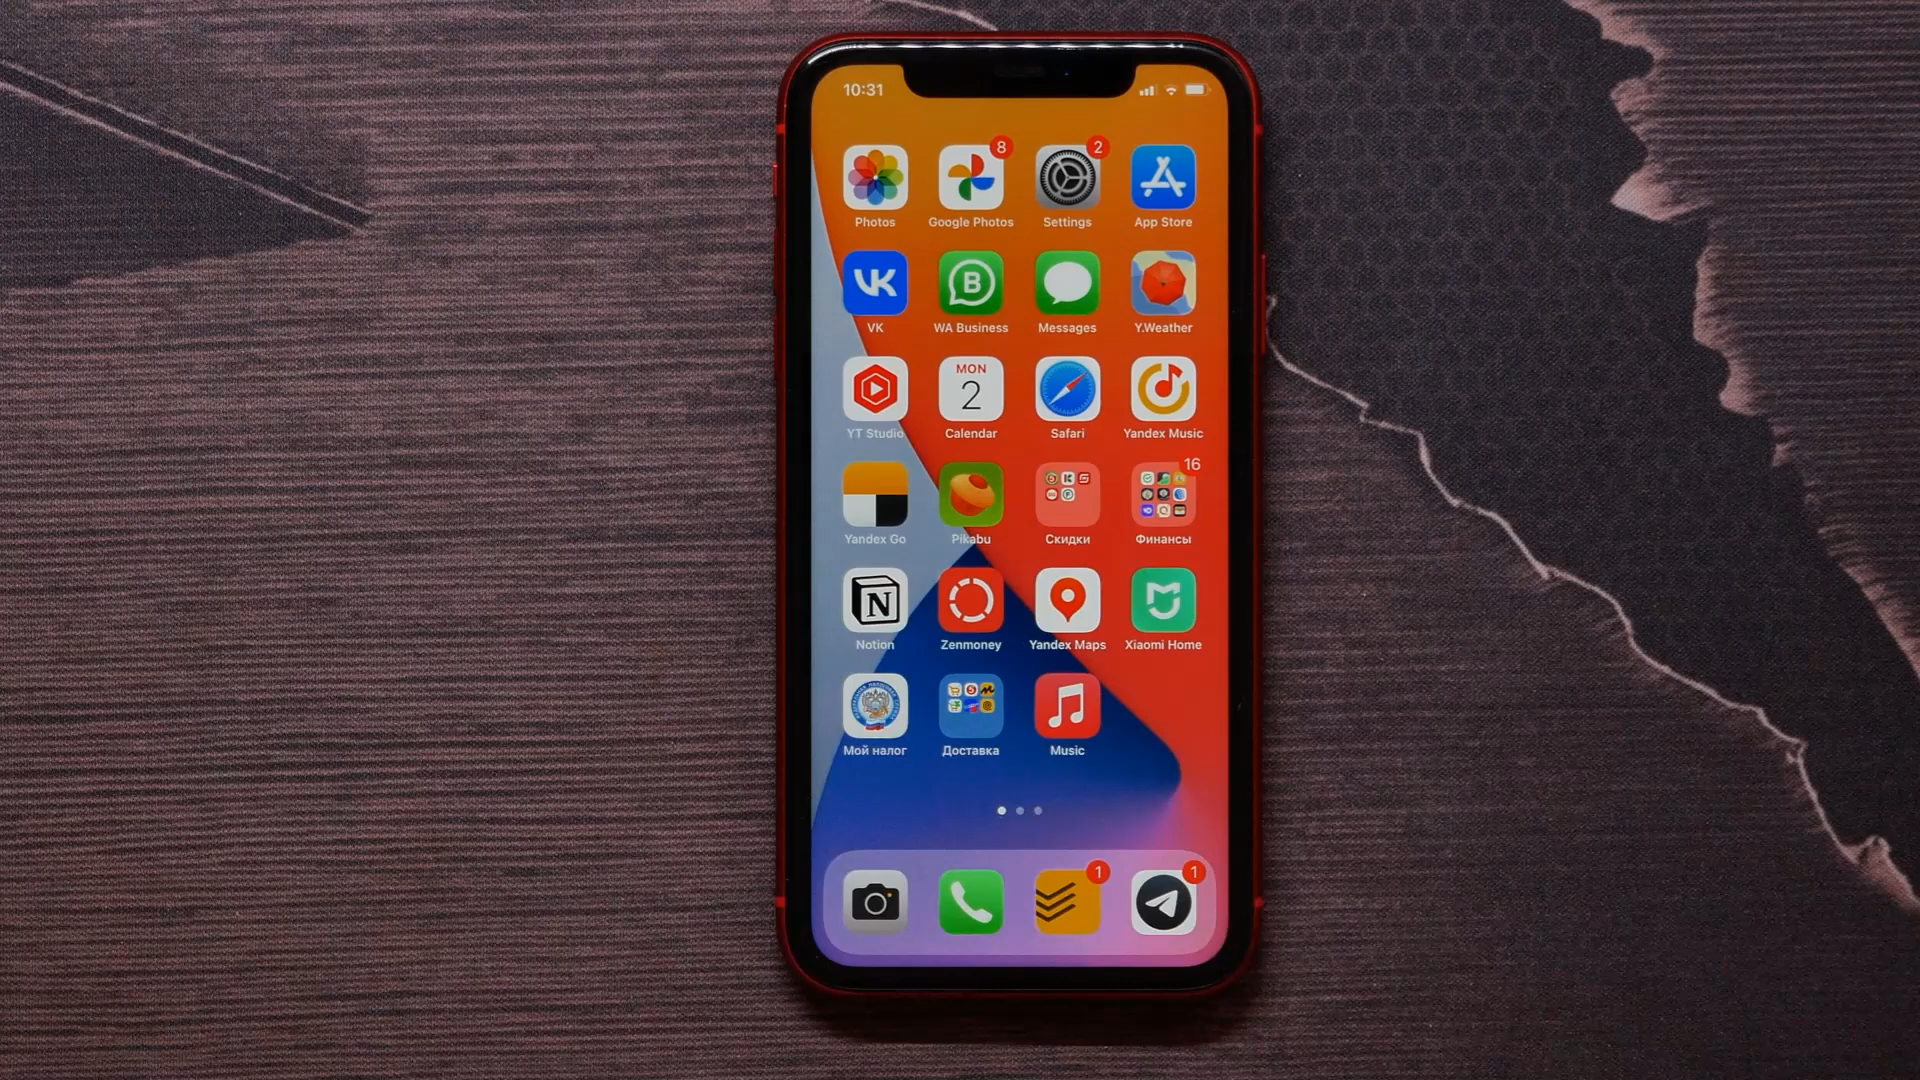 10:31
8
2
Photos
Google Photos
Settings
App Store
VK
B
VK
WA Business
Messages
Y.Weather
MON
2
YT Studio
Calendar
Safari
Yandex Music
16
Yandex Go
Pikabu
Скидки
Финансы
N
Notion
Zenmoney
Yandex Maps
Xiaomi Home
Мой налог
Доставка
Music
1
1